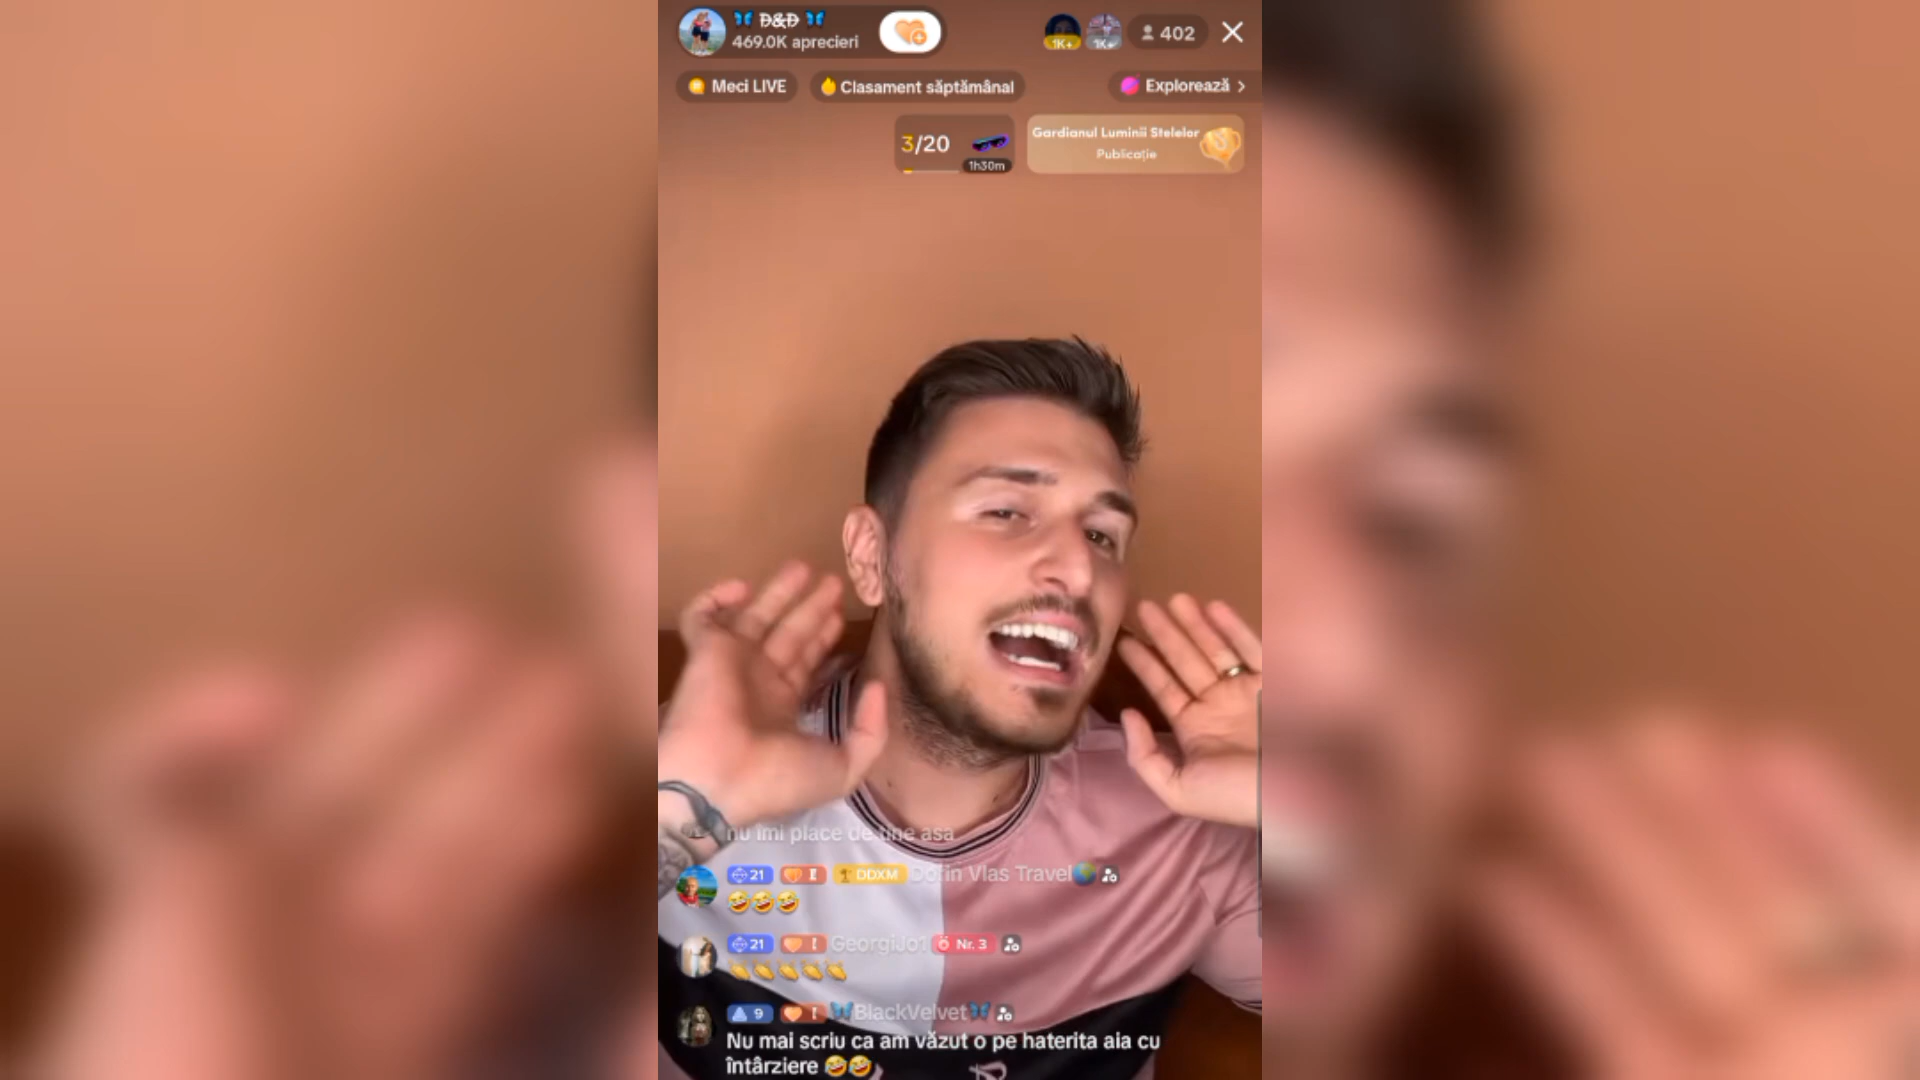 D&D
469.0K aprecieri
1K+
1K+
402
Meci LIVE
Clasament săptămânal
Explorează
3/20
1h30m
Gardianul Luminii Stelelor
Publicație
nu imi place de tine asa
21 I DDXM Dorin Vlas Travel
21 I GeorgiJo1 Nr. 3
9 I BlackVelvet
Nu mai scriu ca am văzut o pe haterita aia cu
întârziere